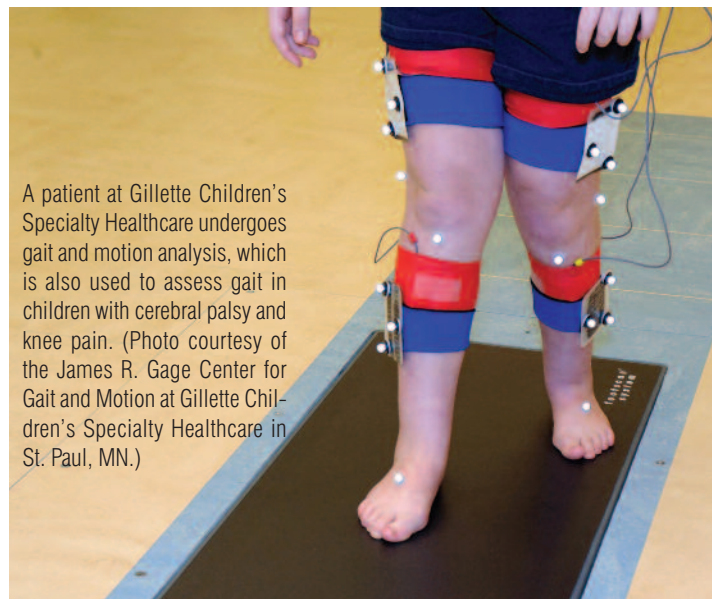 A patient at Gillette Children's
Specialty Healthcare undergoes
gait and motion analysis, which
is also used to assess gait in
children with cerebral palsy and
knee pain. (Photo courtesy of
the James R. Gage Center for
Gait and Motion at Gillette Chil-
dren's Specialty Healthcare in
St. Paul, MN.)
footscan
system